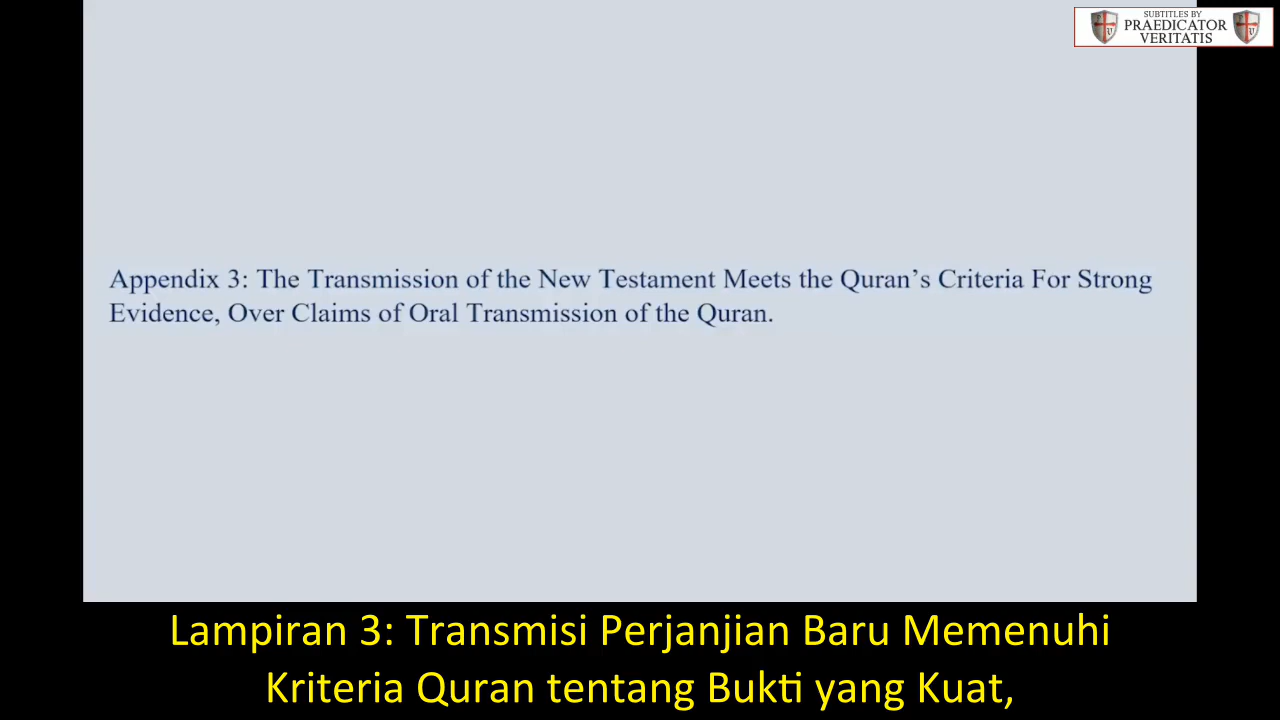 SUBTITLES BY
PRAEDICATOR
VERITATIS
Appendix 3: The Transmission of the New Testament Meets the Quran’s Criteria For Strong
Evidence, Over Claims of Oral Transmission of the Quran.
Lampiran 3: Transmisi Perjanjian Baru Memenuhi
Kriteria Quran tentang Bukti yang Kuat,